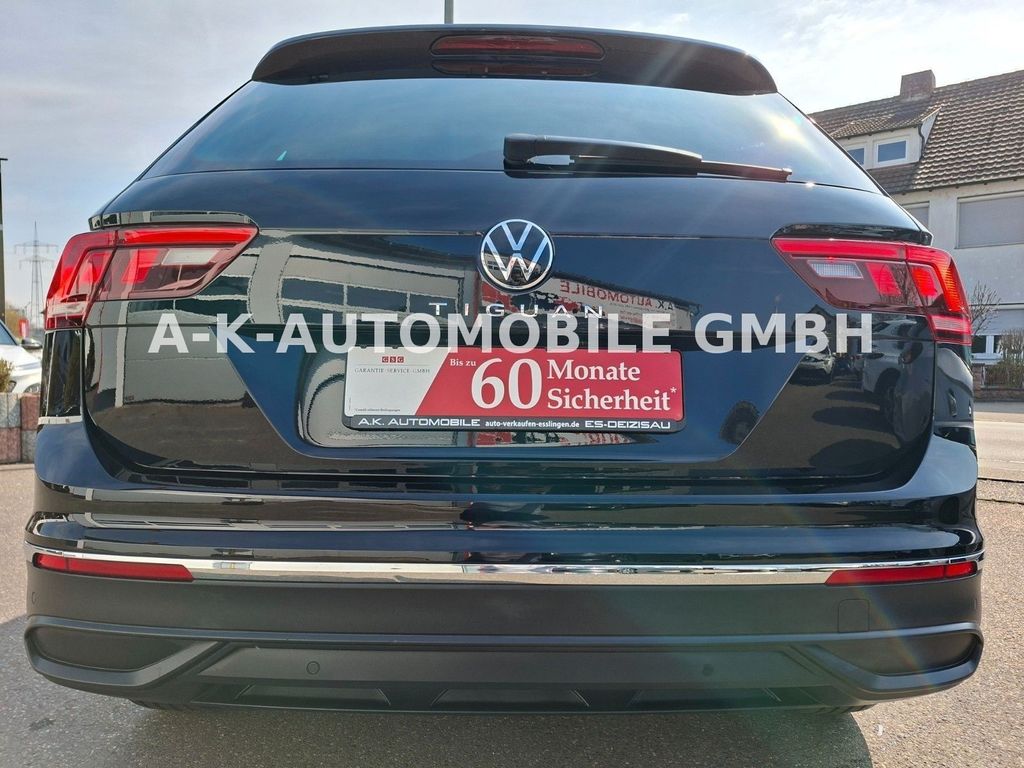 TIGUAN
A-K-AUTOMOBILE GMBH
GSG
GARANTIE-SERVICE-GMBH
Bis zu 60 Monate
Sicherheit*
A.K. AUTOMOBILE auto-verkaufen-esslingen.de ES-DEIZISAU
A.K. AUTOMOBILE